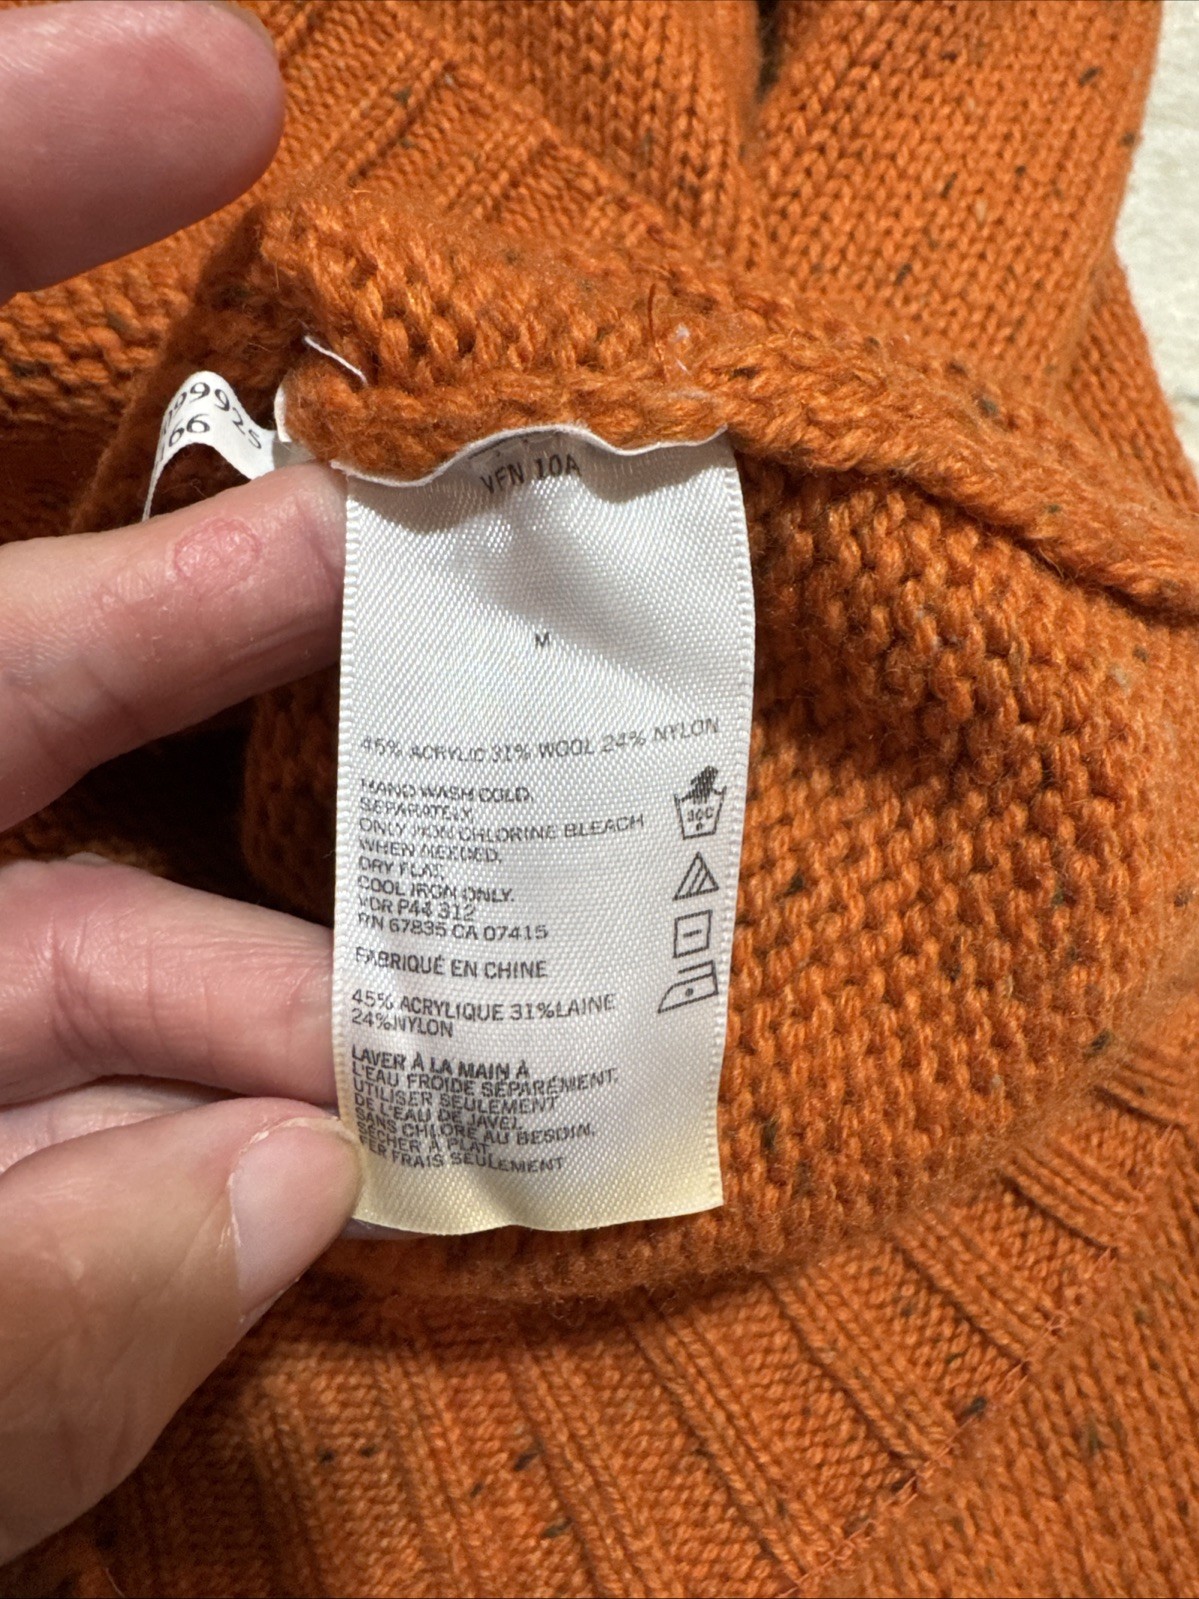 99925
66
VFN 10A
M
45% ACRYLIC 31% WOOL 24% NYLON
HAND WASH COLD,
SEPARATELY.
ONLY NON CHLORINE BLEACH
WHEN NEEDED.
DRY FLAT.
COOL IRON ONLY.
VDR P44 312
RN 67835 CA 07415
30C
FABRIQUÉ EN CHINE
45% ACRYLIQUE 31%LAINE
24%NYLON
LAVER À LA MAIN À
L'EAU FROIDE SÉPARÉMENT.
UTILISER SEULEMENT
DE L'EAU DE JAVEL
SANS CHLORE AU BESOIN.
SÉCHER À PLAT.
FER FRAIS SEULEMENT